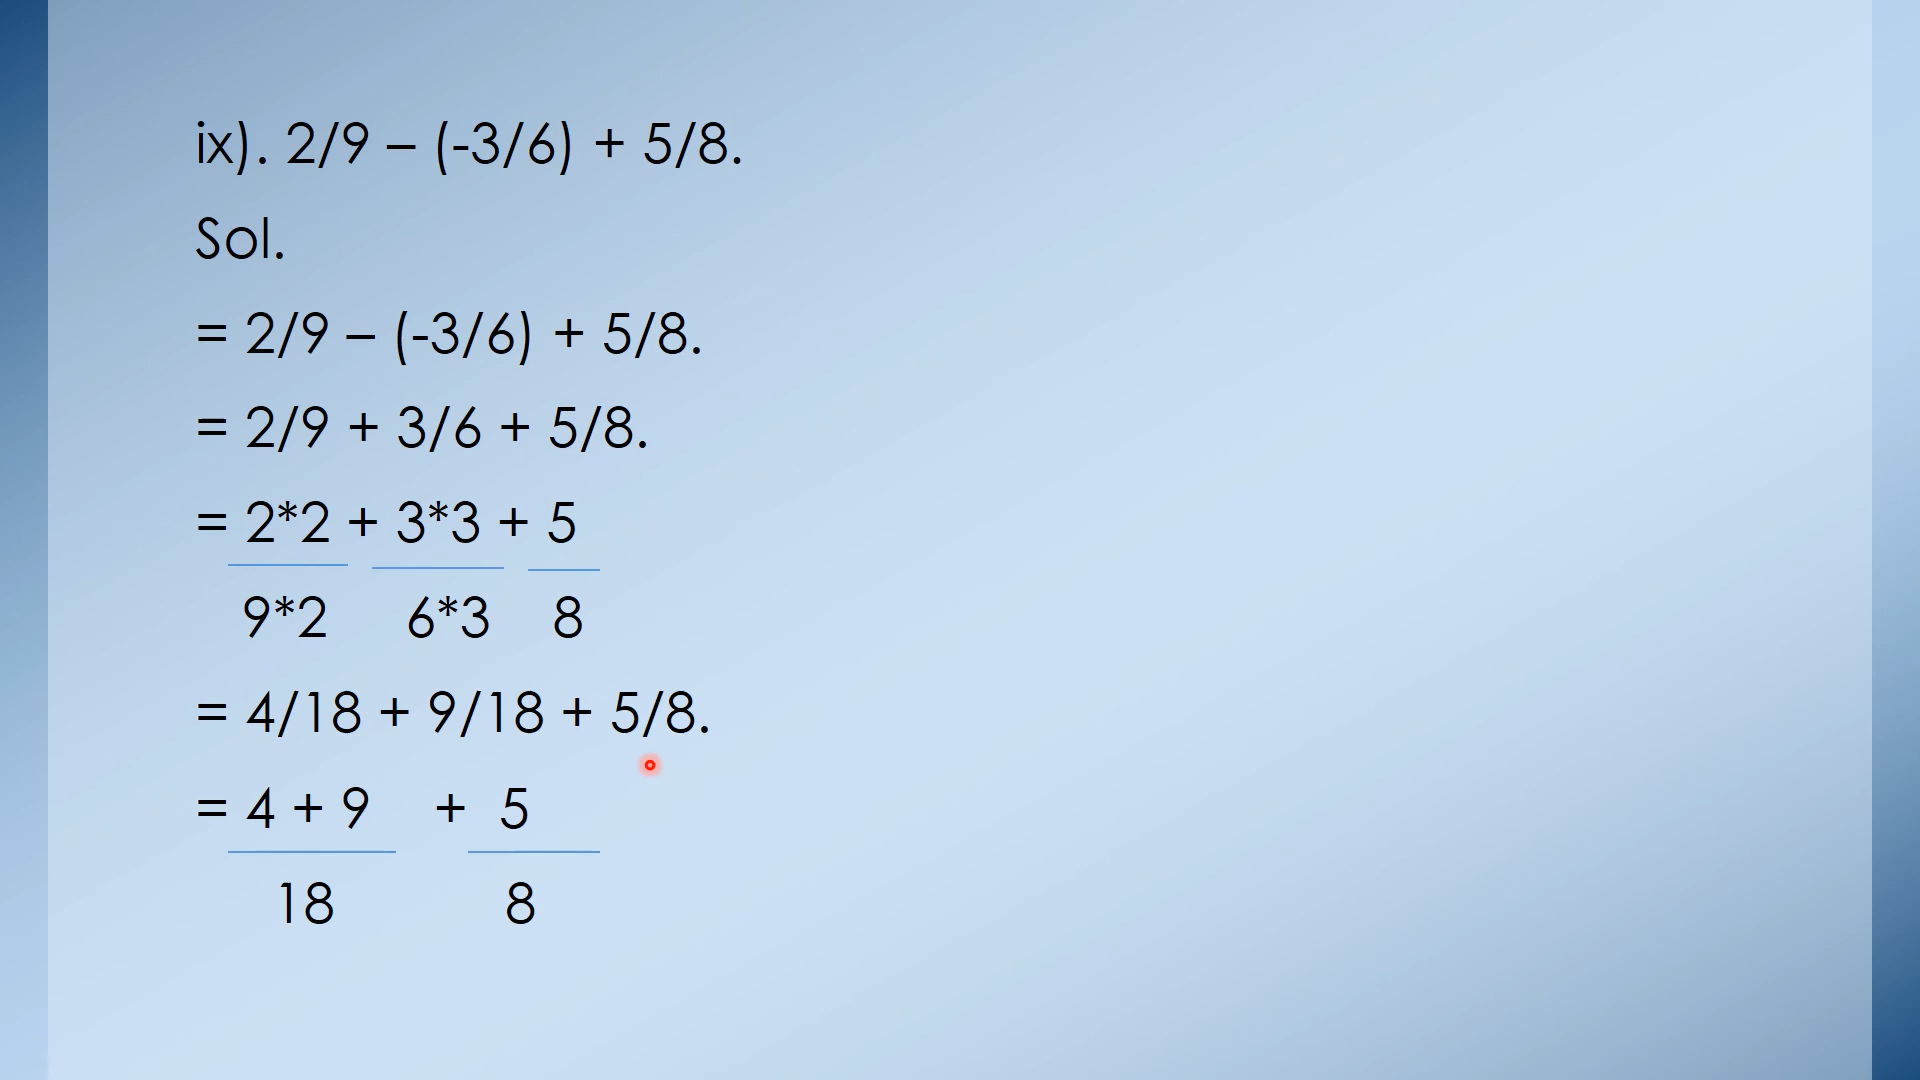 ix). 2/9 – (-3/6) + 5/8.
Sol.
= 2/9 – (-3/6) + 5/8.
= 2/9 + 3/6 + 5/8.
= 2*2 + 3*3 + 5
9*2 6*3 8
= 4/18 + 9/18 + 5/8.
= 4 + 9 + 5
18 8